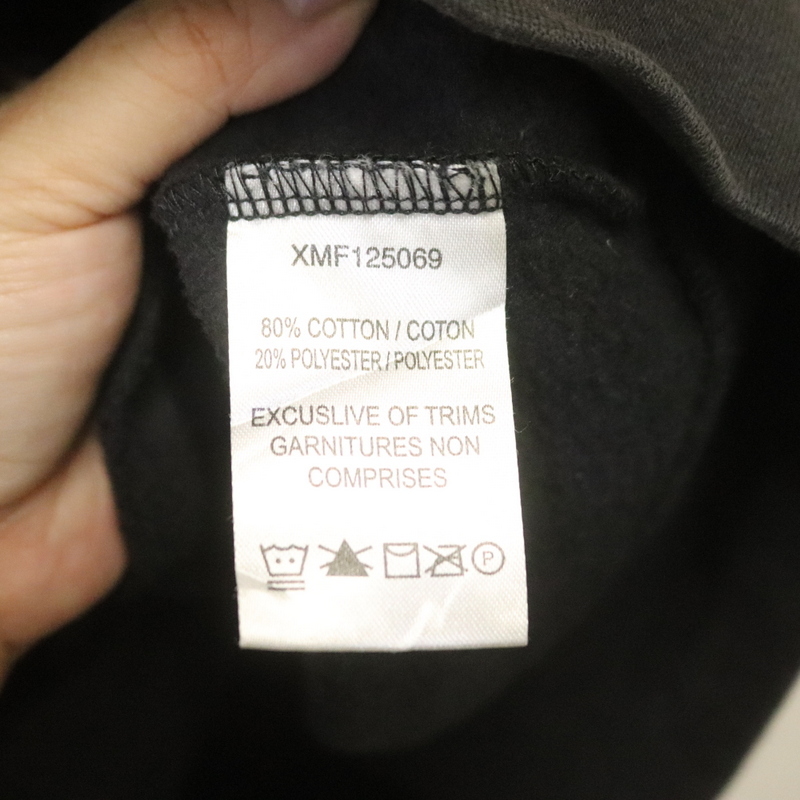 XMF125069
80% COTTON / COTON
20% POLYESTER / POLYESTER
EXCUSLIVE OF TRIMS
GARNITURES NON
COMPRISES
P